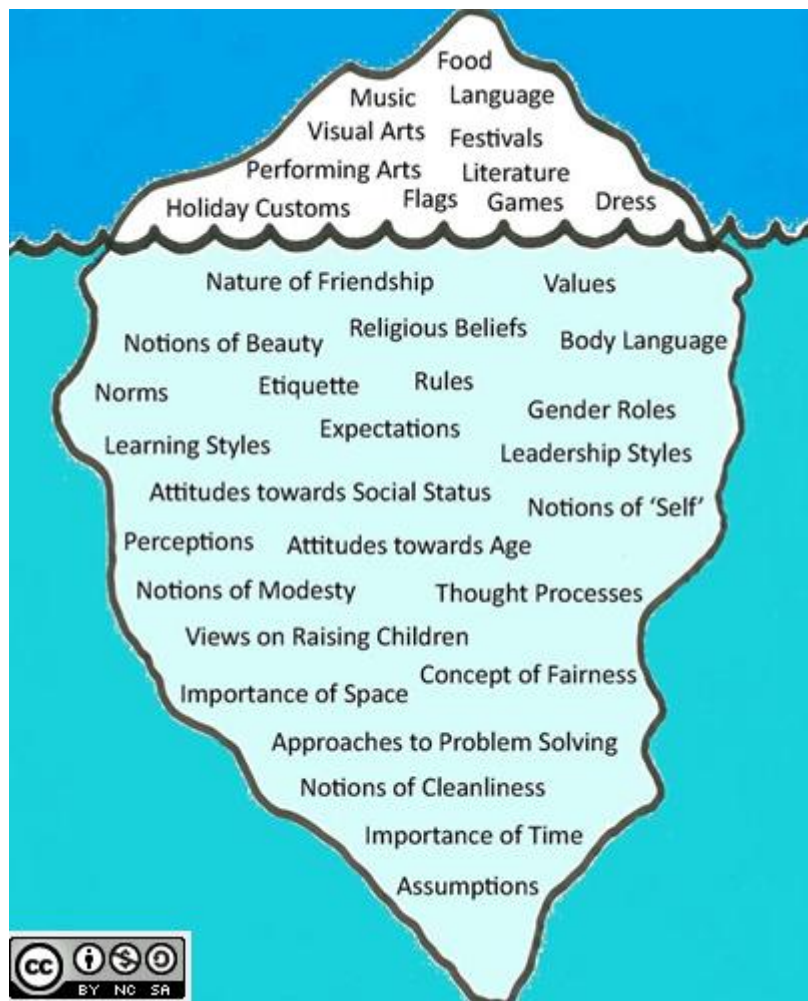 Food
Music Language
Visual Arts Festivals
Performing Arts Literature
Holiday Customs Flags Games Dress
Nature of Friendship Values
Notions of Beauty Religious Beliefs Body Language
Norms Etiquette Rules
Expectations Gender Roles
Learning Styles Leadership Styles
Attitudes towards Social Status Notions of ‘Self’
Perceptions Attitudes towards Age
Notions of Modesty Thought Processes
Views on Raising Children
Importance of Space Concept of Fairness
Approaches to Problem Solving
Notions of Cleanliness
Importance of Time
Assumptions
cc
BY NC SA